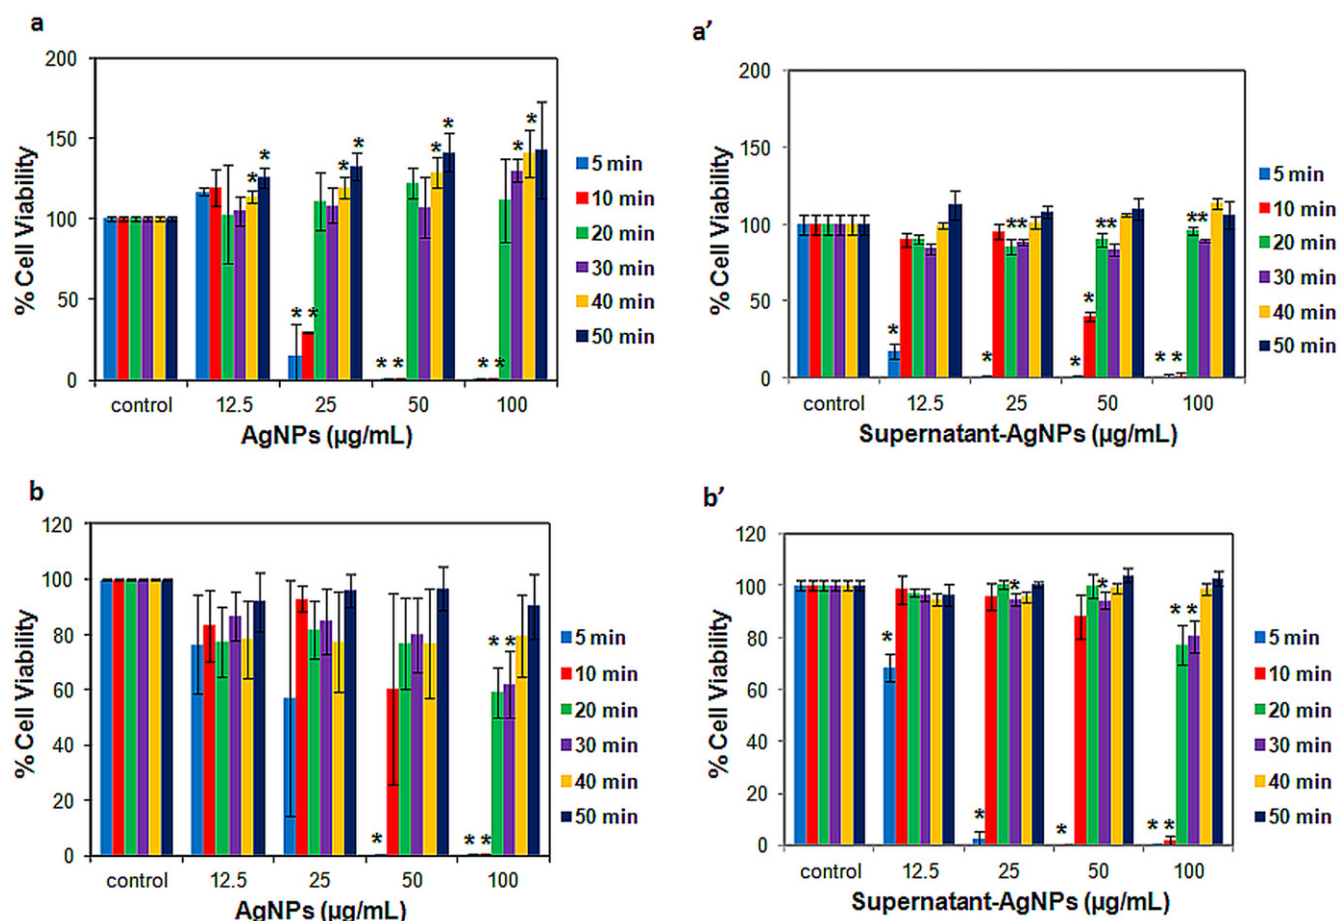 a
200
150
100
50
0
% Cell Viability
* * * * * * * * * * * * * *
control 12.5 25 50 100
AgNPs (µg/mL)
5 min
10 min
20 min
30 min
40 min
50 min
a′
200
150
100
50
0
% Cell Viability
* * * * * * ** ** **
control 12.5 25 50 100
Supernatant-AgNPs (µg/mL)
5 min
10 min
20 min
30 min
40 min
50 min
b
120
100
80
60
40
20
0
% Cell Viability
* * * * *
control 12.5 25 50 100
AgNPs (µg/mL)
5 min
10 min
20 min
30 min
40 min
50 min
b′
120
100
80
60
40
20
0
% Cell Viability
* * * * * * * * *
control 12.5 25 50 100
Supernatant-AgNPs (µg/mL)
5 min
10 min
20 min
30 min
40 min
50 min